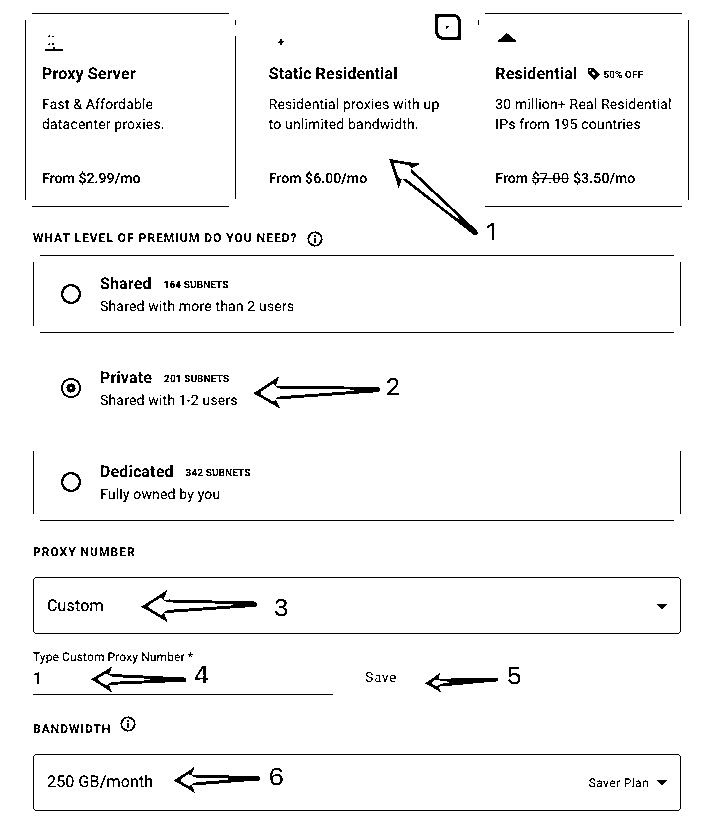 Proxy Server
Fast & Affordable
datacenter proxies.
From $2.99/mo
Static Residential
Residential proxies with up
to unlimited bandwidth.
From $6.00/mo
Residential 50% OFF
30 million+ Real Residential
IPs from 195 countries
From $7.00 $3.50/mo
1
WHAT LEVEL OF PREMIUM DO YOU NEED?
Shared 164 SUBNETS
Shared with more than 2 users
Private 201 SUBNETS
Shared with 1-2 users
2
Dedicated 342 SUBNETS
Fully owned by you
PROXY NUMBER
Custom 3
Type Custom Proxy Number *
1 4 Save 5
BANDWIDTH
250 GB/month 6 Saver Plan